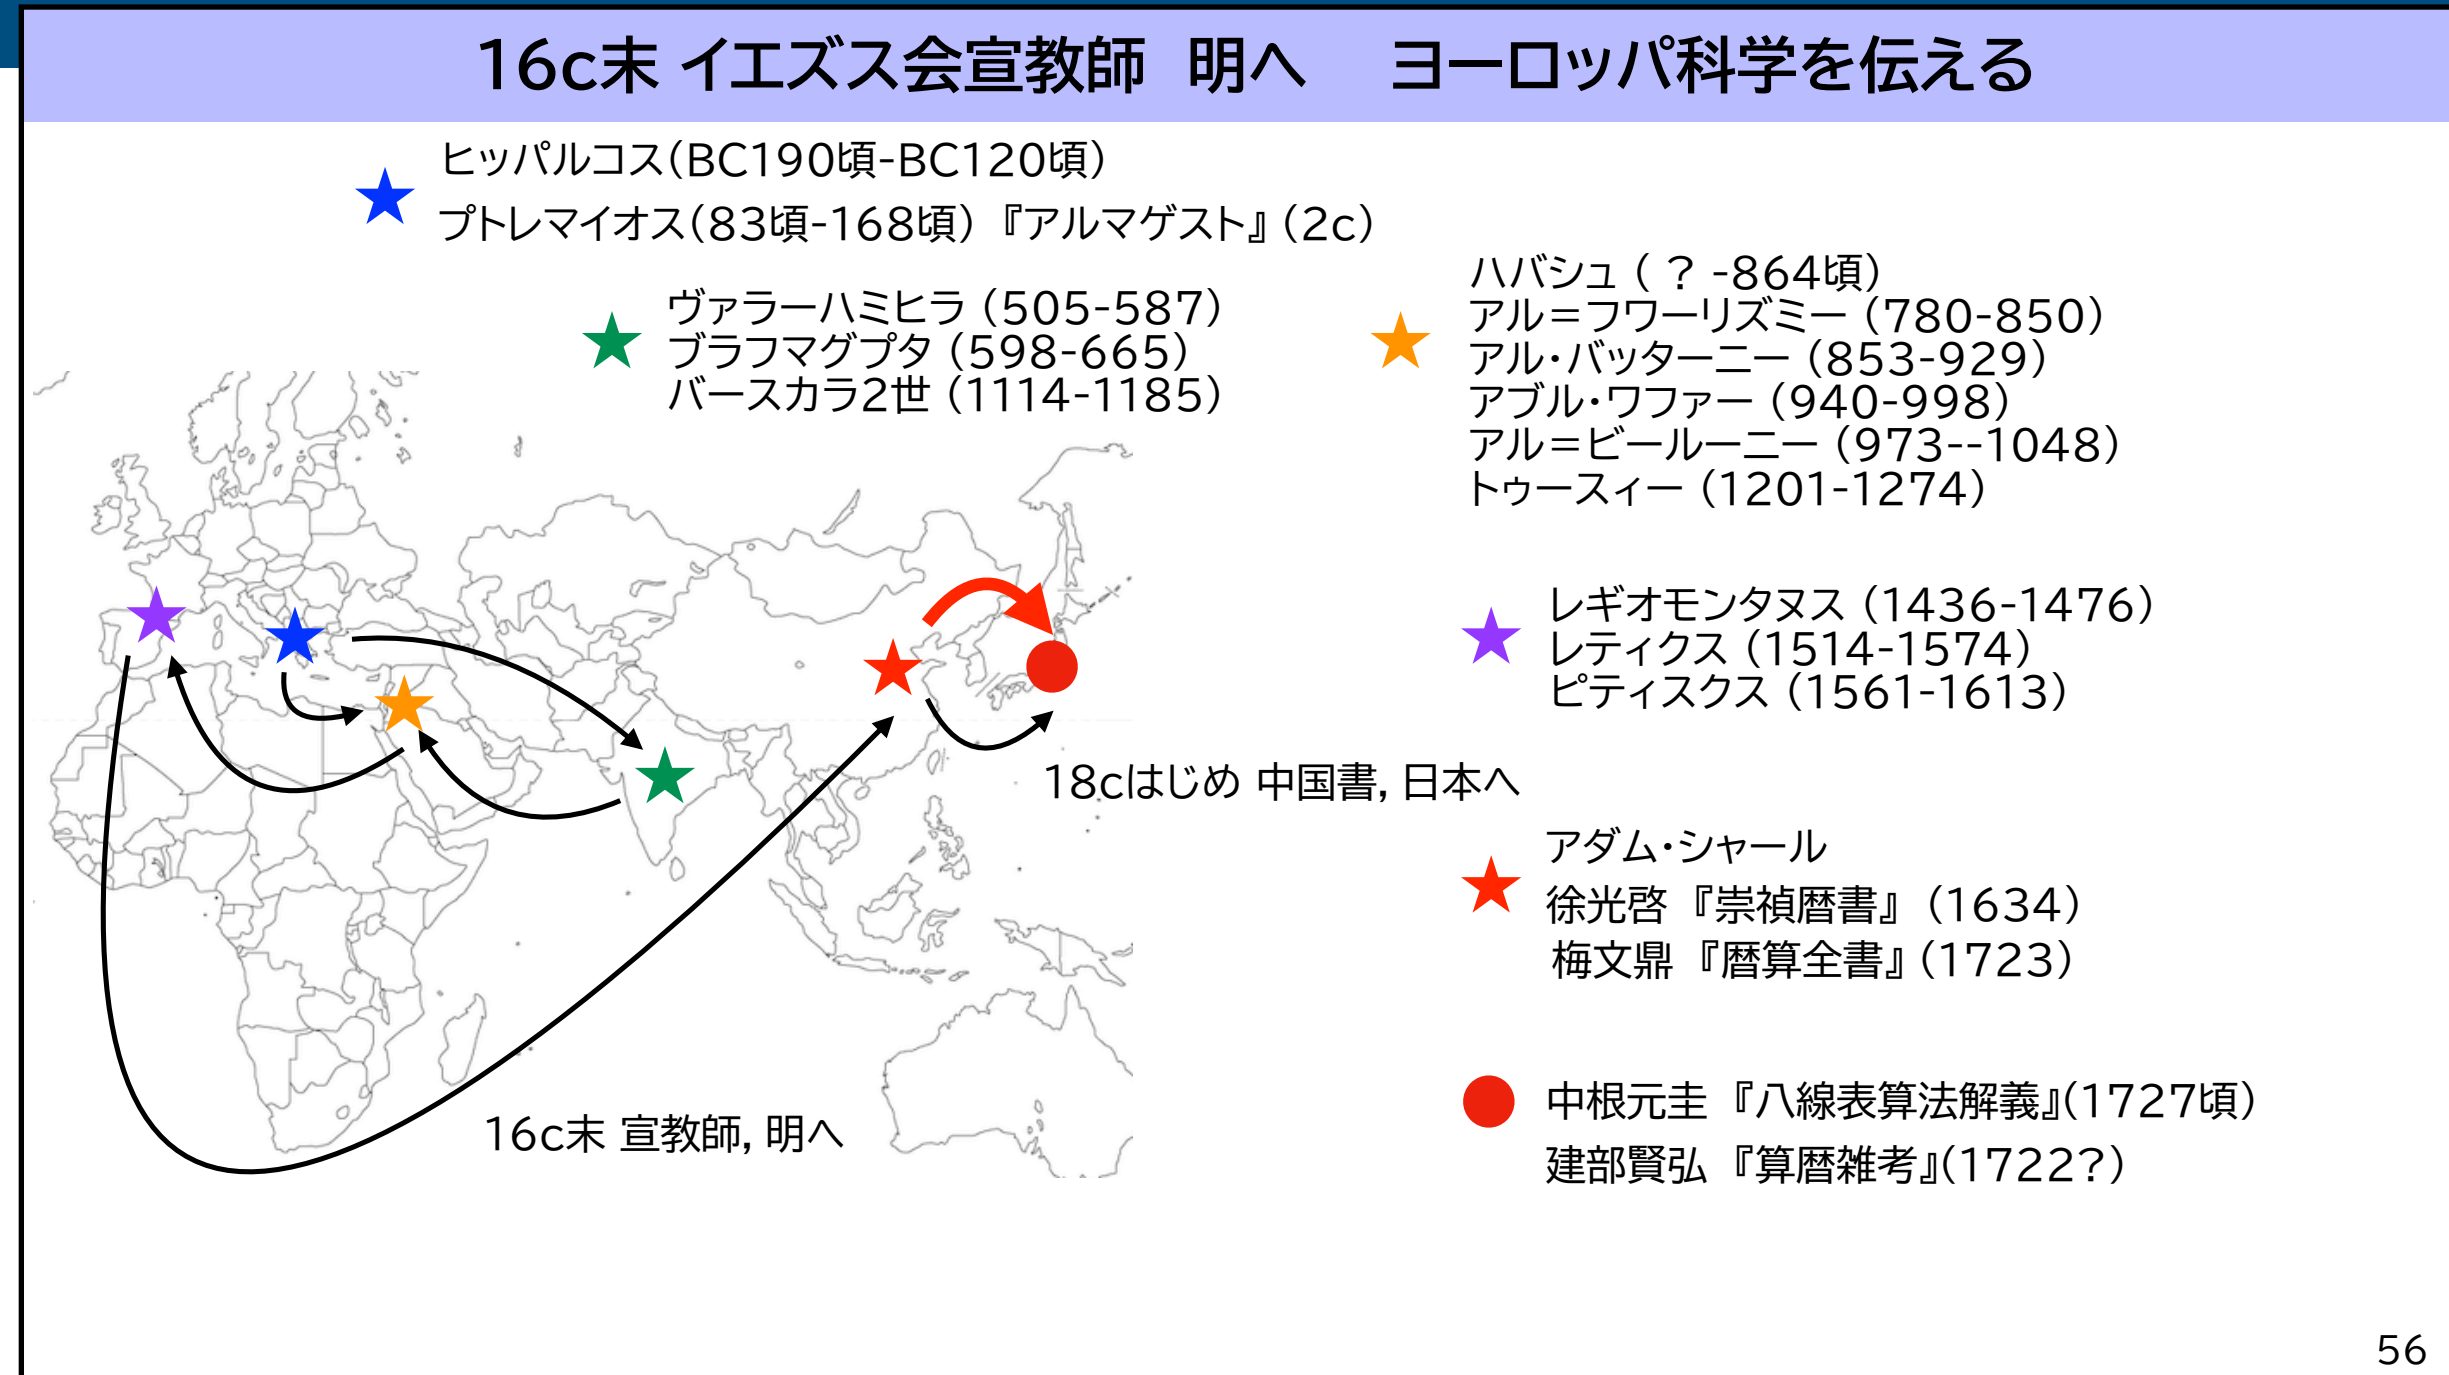 16c末 イエズス会宣教師 明へ ヨーロッパ科学を伝える
ヒッパルコス(BC190頃-BC120頃)
プトレマイオス(83頃-168頃)『アルマゲスト』(2c)
ヴァラーハミヒラ (505-587)
ブラフマグプタ (598-665)
バースカラ2世 (1114-1185)
ハバシュ ( ? -864頃)
アル＝フワーリズミー (780-850)
アル・バッターニー (853-929)
アブル・ワファー (940-998)
アル＝ビールーニー (973--1048)
トゥースィー (1201-1274)
レギオモンタヌス (1436-1476)
レティクス (1514-1574)
ピティスクス (1561-1613)
18cはじめ 中国書, 日本へ
アダム・シャール
徐光啓『崇禎暦書』(1634)
梅文鼎『暦算全書』(1723)
16c末 宣教師, 明へ
中根元圭『八線表算法解義』(1727頃)
建部賢弘『算暦雑考』(1722?)
56